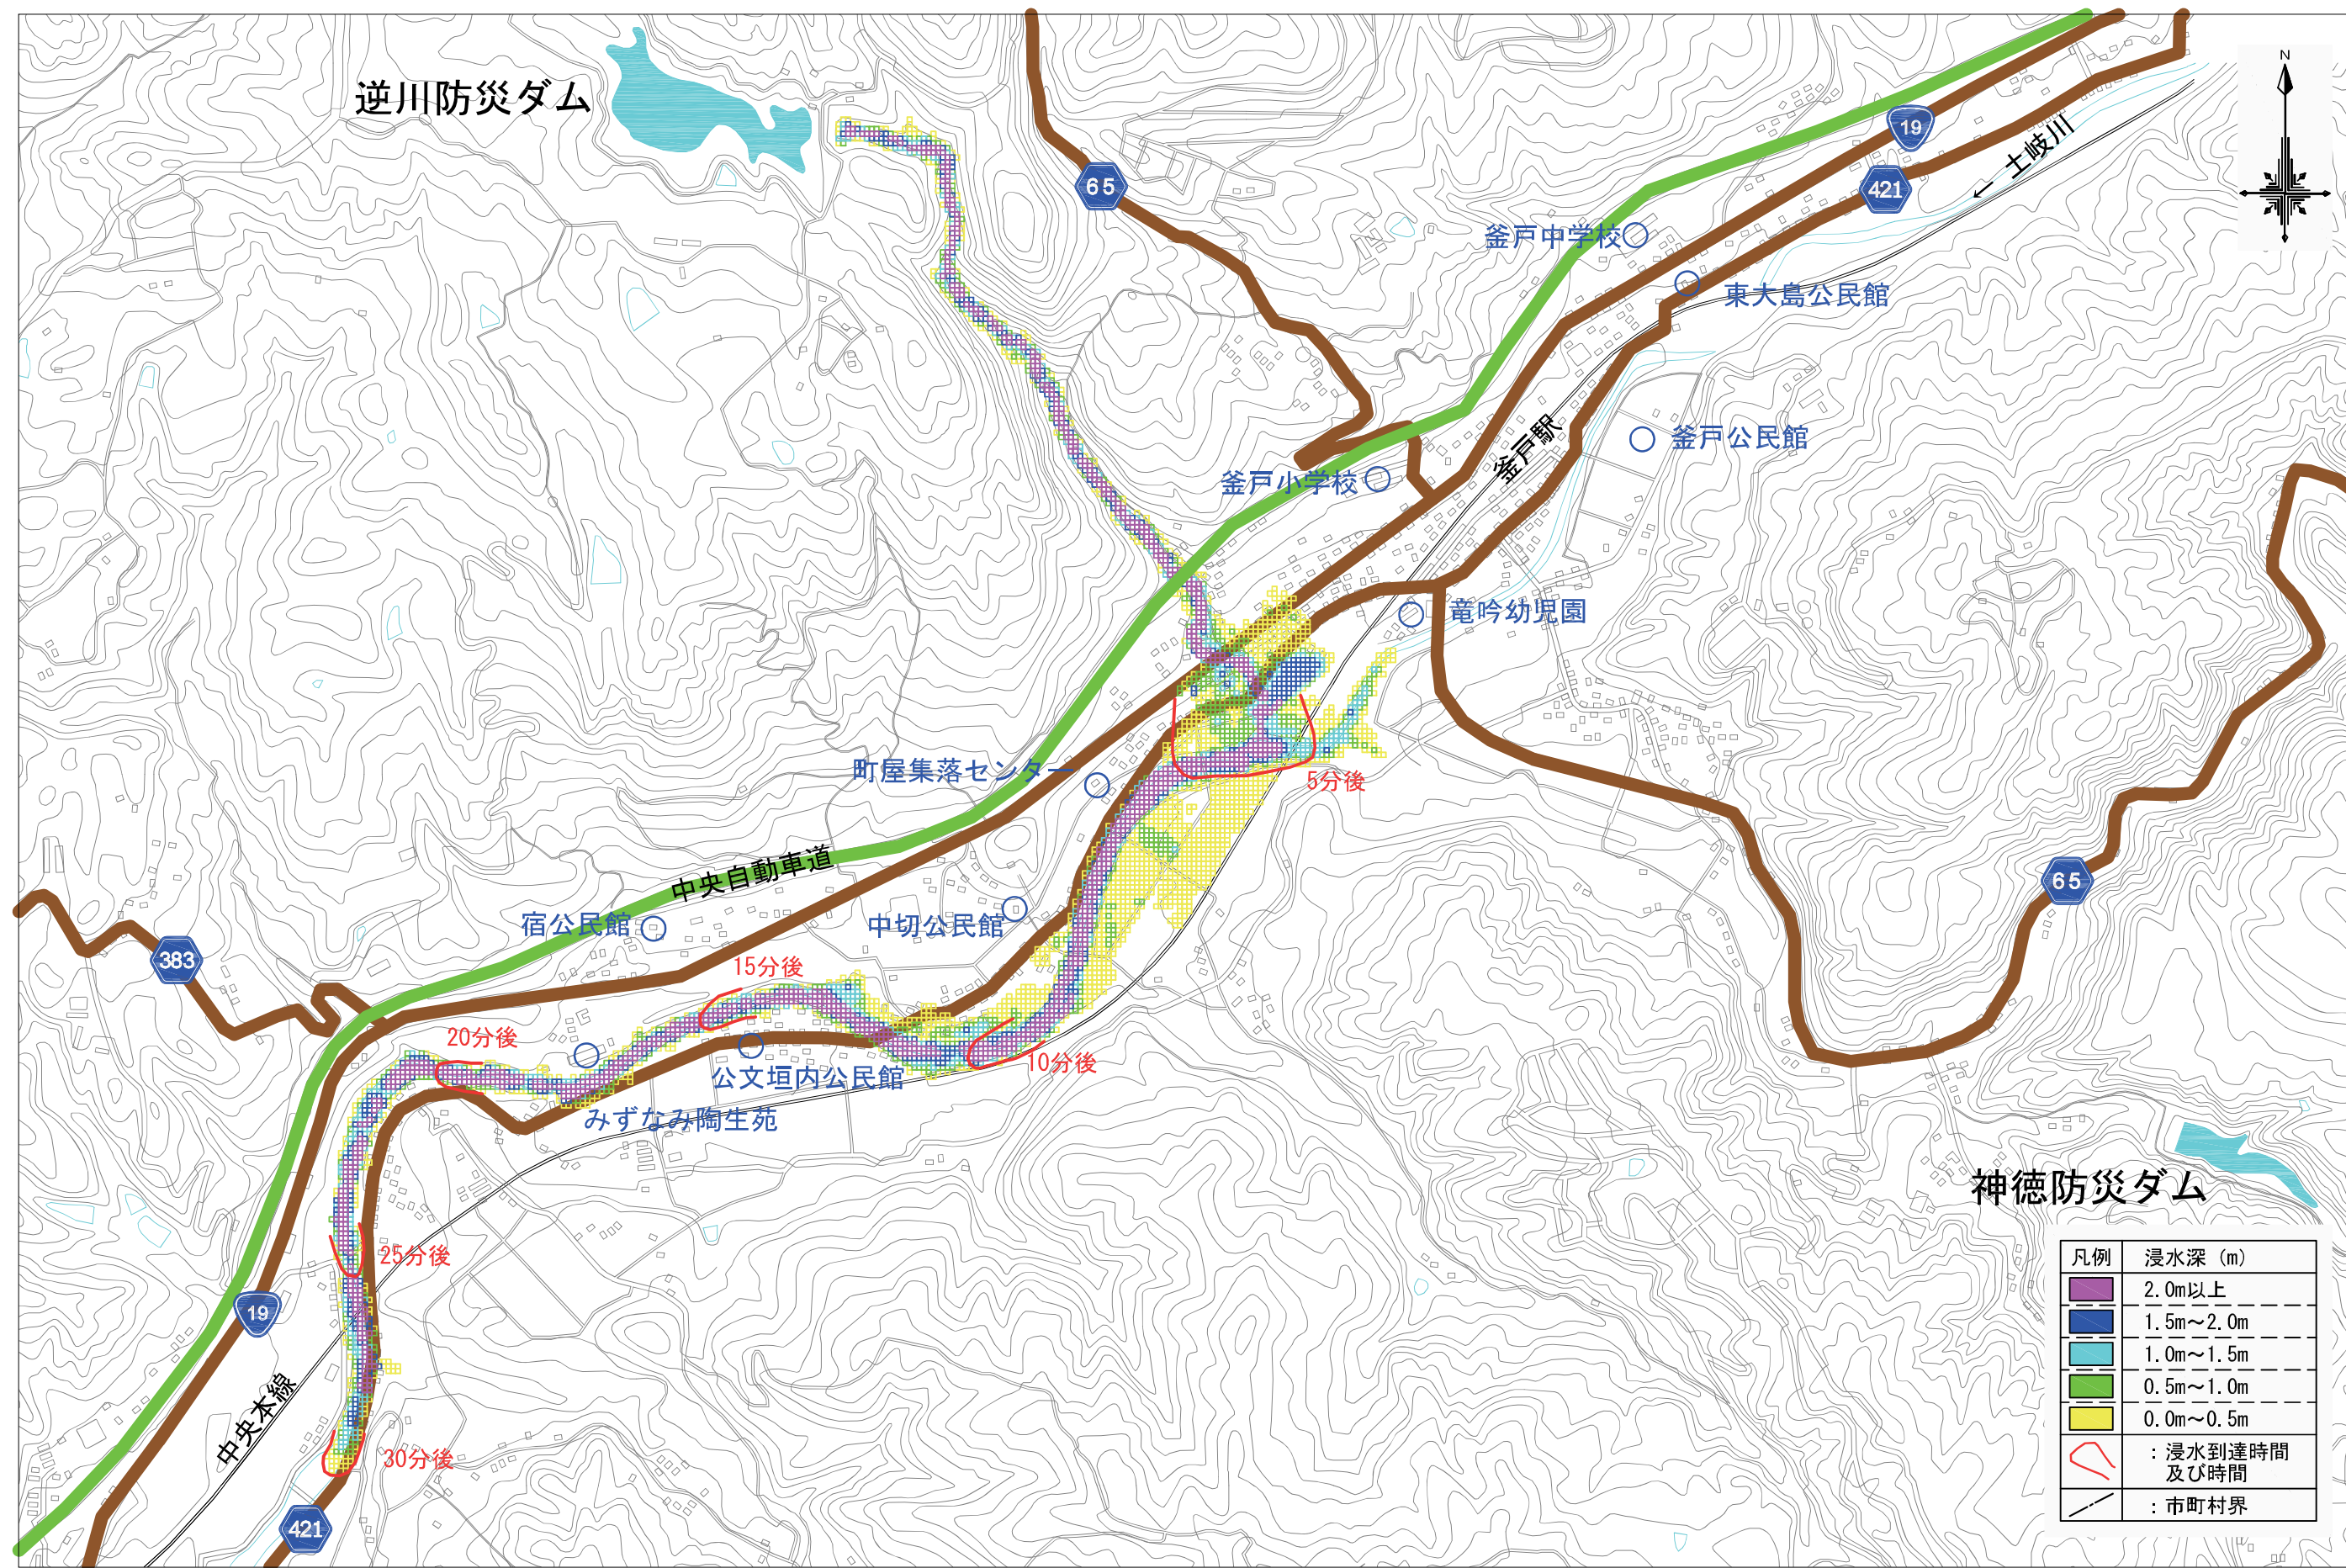 N
逆川防災ダム
19
← 土岐川
65
421
釜戸中学校
東大島公民館
釜戸公民館
釜戸駅
釜戸小学校
竜吟幼児園
町屋集落センター
5分後
中央自動車道
65
宿公民館
中切公民館
383
15分後
20分後
10分後
公文垣内公民館
みずなみ陶生苑
神徳防災ダム
25分後
19
中央本線
30分後
421
凡例 浸水深 (m)
2.0m以上
1.5m〜2.0m
1.0m〜1.5m
0.5m〜1.0m
0.0m〜0.5m
：浸水到達時間
及び時間
：市町村界